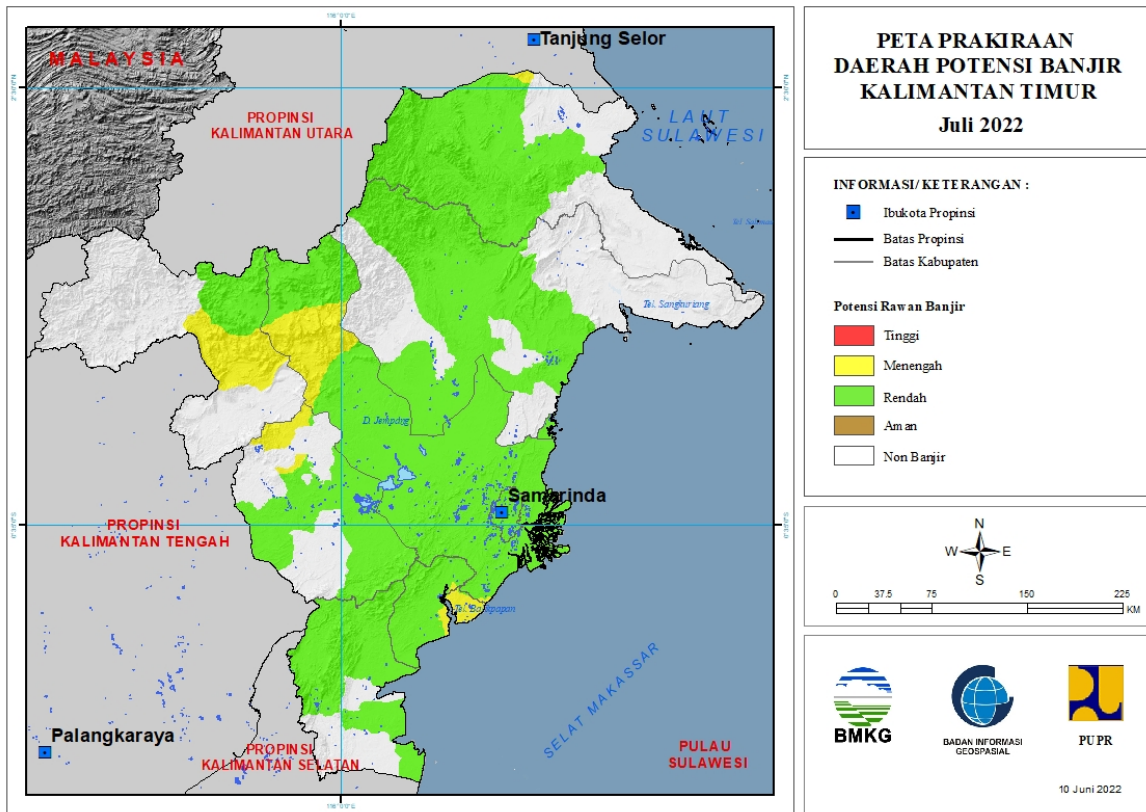 PETA PRAKIRAAN
DAERAH POTENSI BANJIR
KALIMANTAN TIMUR
Juli 2022
INFORMASI/ KETERANGAN :
Ibukota Propinsi
Batas Propinsi
Batas Kabupaten
Potensi Rawan Banjir
Tinggi
Menengah
Rendah
Aman
Non Banjir
N
W E
S
0 37.5 75 150 225
KM
BMKG
BADAN INFORMASI
GEOSPASIAL
PUPR
10 Juni 2022
Tanjung Selor
MALAYSIA
PROPINSI
KALIMANTAN UTARA
LAUT
SULAWESI
Tel. Sangkuriang
D. Jempang
Samarinda
PROPINSI
KALIMANTAN TENGAH
SELAT MAKASSAR
Palangkaraya
PROPINSI
KALIMANTAN SELATAN
PULAU
SULAWESI